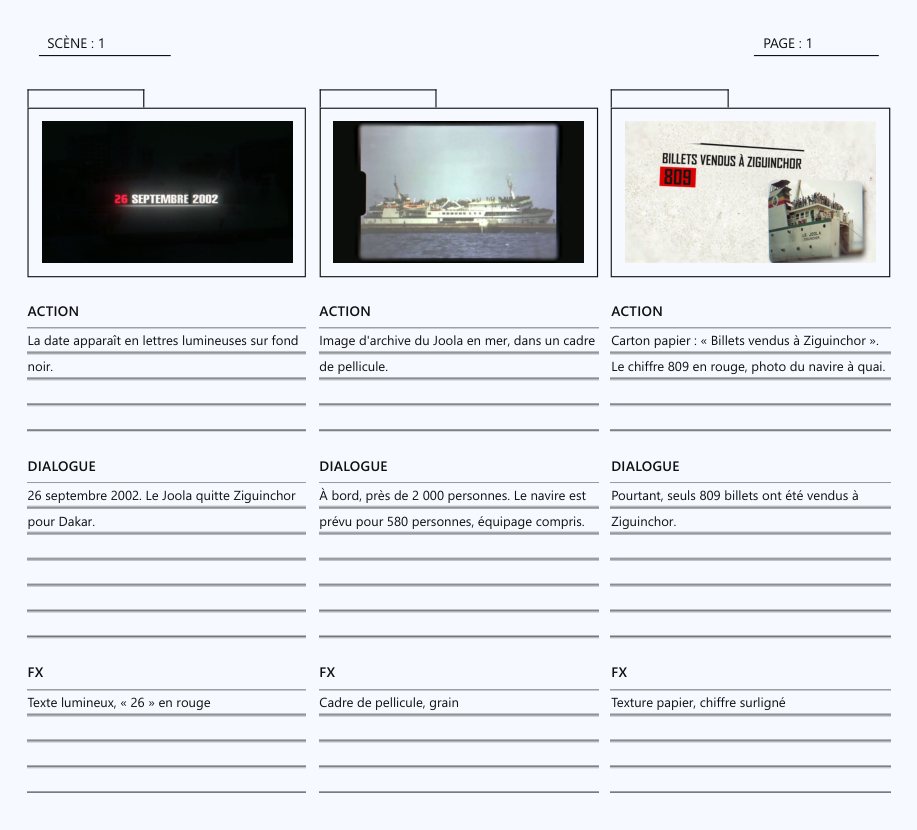 SCÈNE : 1
PAGE : 1
26 SEPTEMBRE 2002
BILLETS VENDUS À ZIGUINCHOR
809
LE JOOLA
ZIGUINCHOR
ACTION
La date apparaît en lettres lumineuses sur fond
noir.
ACTION
Image d'archive du Joola en mer, dans un cadre
de pellicule.
ACTION
Carton papier : « Billets vendus à Ziguinchor ».
Le chiffre 809 en rouge, photo du navire à quai.
DIALOGUE
26 septembre 2002. Le Joola quitte Ziguinchor
pour Dakar.
DIALOGUE
À bord, près de 2 000 personnes. Le navire est
prévu pour 580 personnes, équipage compris.
DIALOGUE
Pourtant, seuls 809 billets ont été vendus à
Ziguinchor.
FX
Texte lumineux, « 26 » en rouge
FX
Cadre de pellicule, grain
FX
Texture papier, chiffre surligné